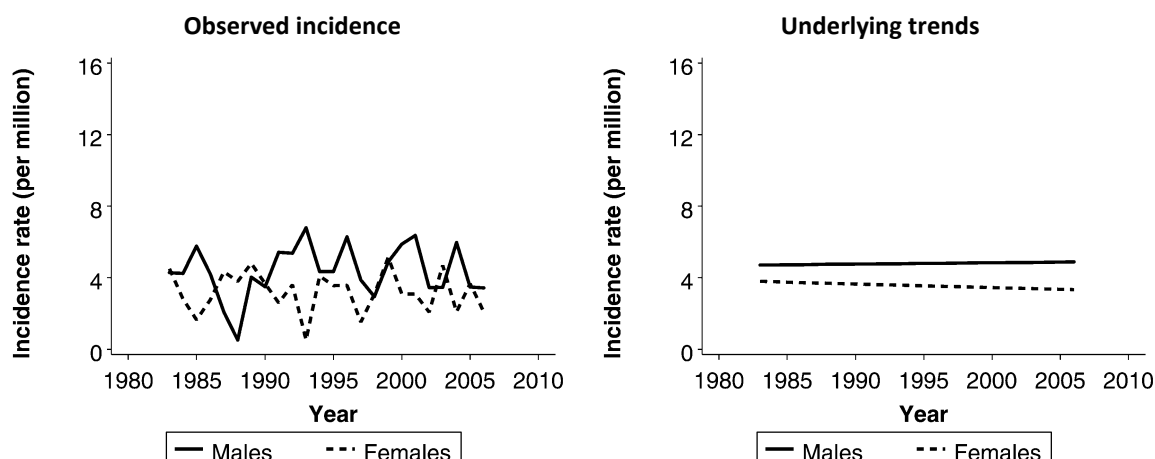 Observed incidence
Incidence rate (per million)
16
12
8
4
0
1980 1985 1990 1995 2000 2005 2010
Year
Males Females
Underlying trends
Incidence rate (per million)
16
12
8
4
0
1980 1985 1990 1995 2000 2005 2010
Year
Males Females